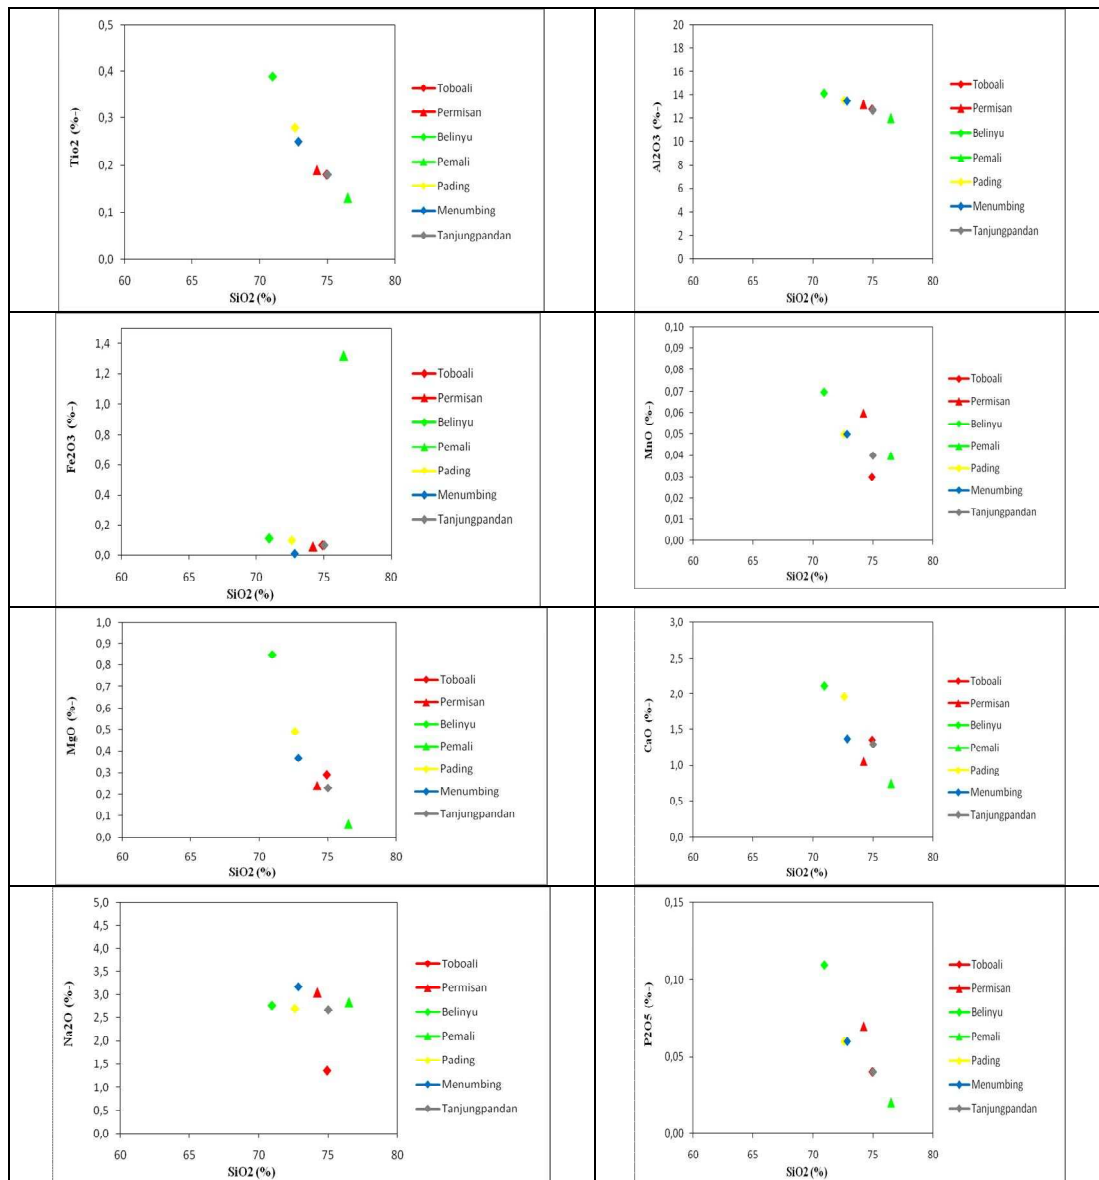 0,5
0,4
0,3
0,2
0,1
0,0
Tio2 (%-)
60 65 70 75 80
SiO2 (%)
Toboali
Permisan
Belinyu
Pemali
Pading
Menumbing
Tanjungpandan
20
18
16
14
12
10
8
6
4
2
0
Al2O3 (%-)
60 65 70 75 80
SiO2 (%)
Toboali
Permisan
Belinyu
Pemali
Pading
Menumbing
Tanjungpandan
1,4
1,2
1,0
0,8
0,6
0,4
0,2
0,0
Fe2O3 (%-)
60 65 70 75 80
SiO2 (%)
Toboali
Permisan
Belinyu
Pemali
Pading
Menumbing
Tanjungpandan
0,10
0,09
0,08
0,07
0,06
0,05
0,04
0,03
0,02
0,01
0,00
MnO (%-)
60 65 70 75 80
SiO2 (%)
Toboali
Permisan
Belinyu
Pemali
Pading
Menumbing
Tanjungpandan
1,0
0,9
0,8
0,7
0,6
0,5
0,4
0,3
0,2
0,1
0,0
MgO (%-)
60 65 70 75 80
SiO2 (%)
Toboali
Permisan
Belinyu
Pemali
Pading
Menumbing
Tanjungpandan
3,0
2,5
2,0
1,5
1,0
0,5
0,0
CaO (%-)
60 65 70 75 80
SiO2 (%)
Toboali
Permisan
Belinyu
Pemali
Pading
Menumbing
Tanjungpandan
5,0
4,5
4,0
3,5
3,0
2,5
2,0
1,5
1,0
0,5
0,0
Na2O (%-)
60 65 70 75 80
SiO2 (%)
Toboali
Permisan
Belinyu
Pemali
Pading
Menumbing
Tanjungpandan
0,15
0,10
0,05
0,00
P2O5 (%-)
60 65 70 75 80
SiO2 (%)
Toboali
Permisan
Belinyu
Pemali
Pading
Menumbing
Tanjungpandan